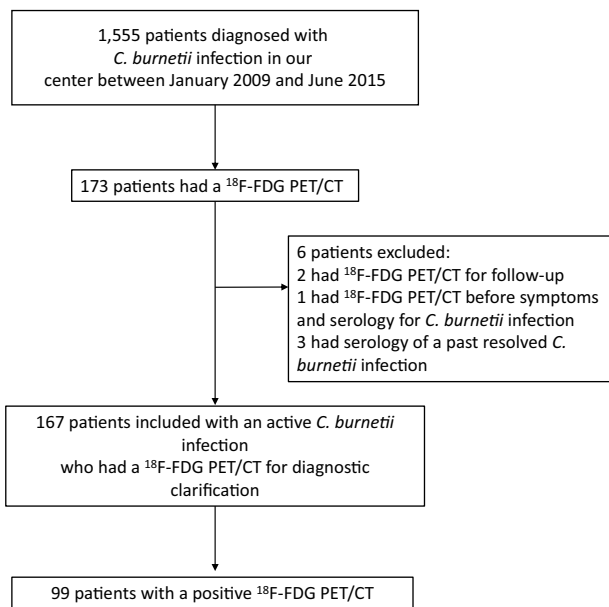 1,555 patients diagnosed with
C. burnetii infection in our
center between January 2009 and June 2015
173 patients had a ¹⁸F-FDG PET/CT
6 patients excluded:
2 had ¹⁸F-FDG PET/CT for follow-up
1 had ¹⁸F-FDG PET/CT before symptoms
and serology for C. burnetii infection
3 had serology of a past resolved C.
burnetii infection
167 patients included with an active C. burnetii
infection
who had a ¹⁸F-FDG PET/CT for diagnostic
clarification
99 patients with a positive ¹⁸F-FDG PET/CT